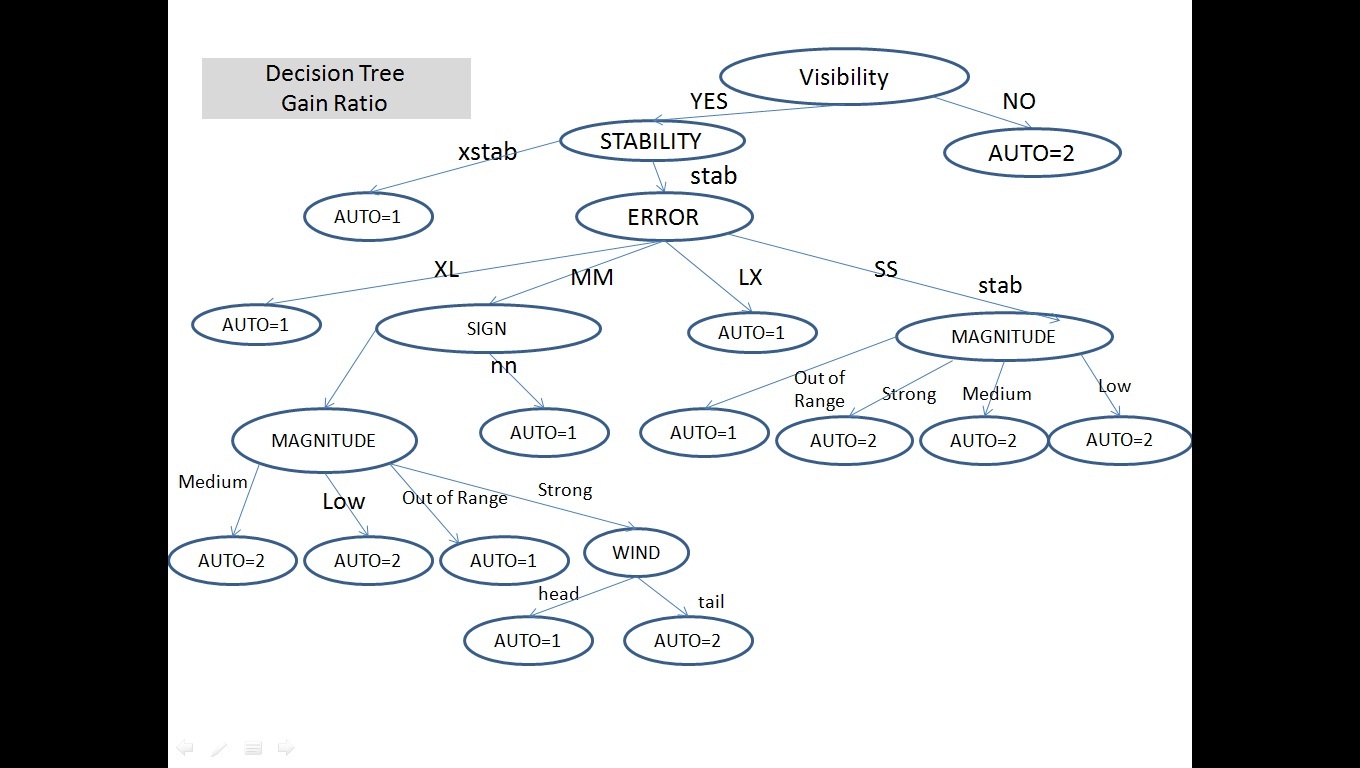 Decision Tree
Gain Ratio
Visibility
YES
NO
STABILITY
AUTO=2
xstab
stab
AUTO=1
ERROR
XL
MM
LX
SS
stab
AUTO=1
SIGN
AUTO=1
MAGNITUDE
nn
Out of
Range
Strong
Medium
Low
MAGNITUDE
AUTO=1
AUTO=1
AUTO=2
AUTO=2
AUTO=2
Medium
Low
Out of Range
Strong
AUTO=2
AUTO=2
AUTO=1
WIND
head
tail
AUTO=1
AUTO=2